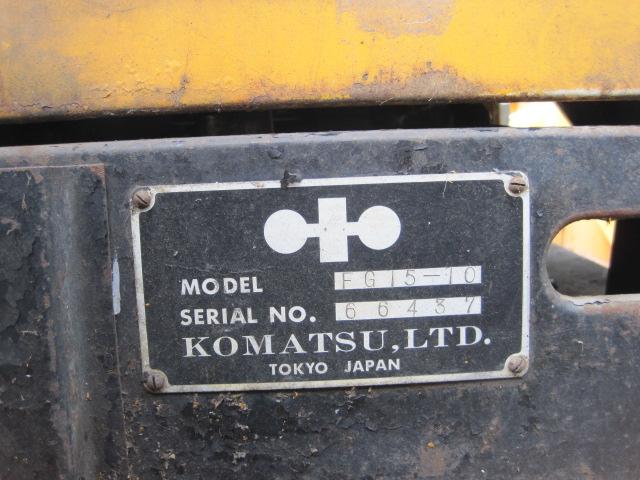 MODEL FG15-10
SERIAL NO. 66437
KOMATSU, LTD.
TOKYO JAPAN